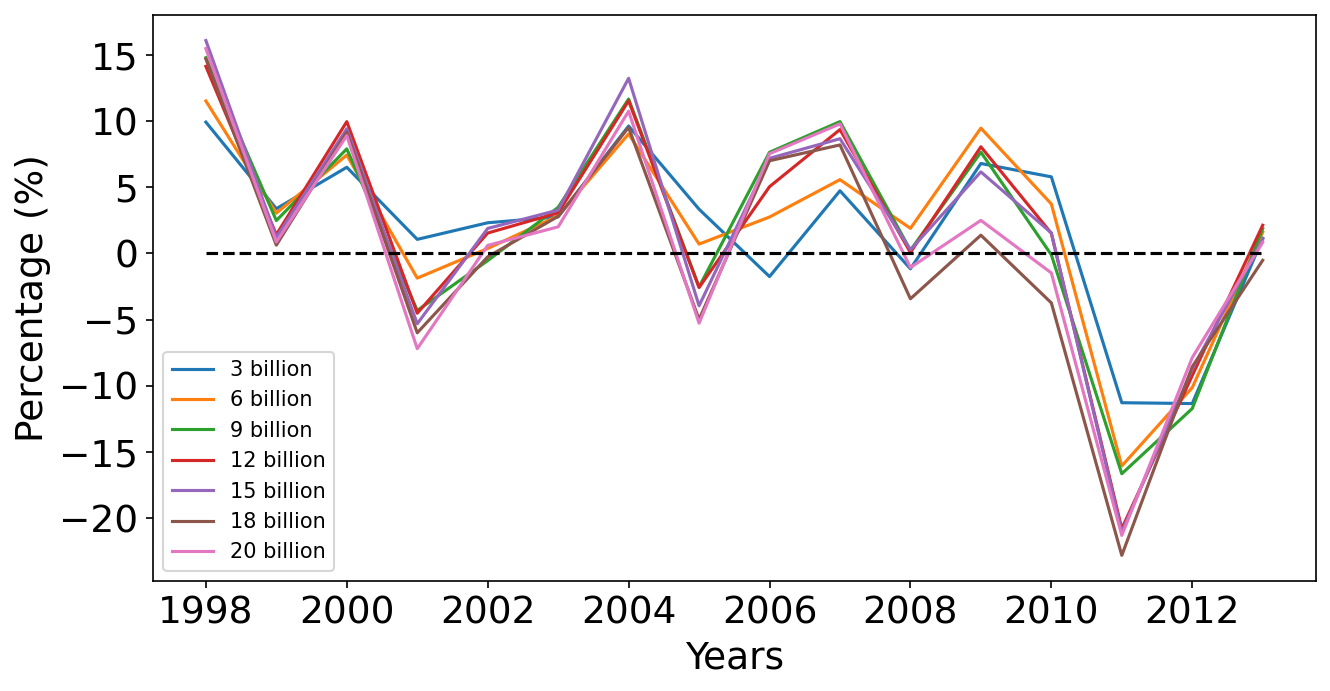 Percentage (%)
15
10
5
0
−5
−10
−15
−20
3 billion
6 billion
9 billion
12 billion
15 billion
18 billion
20 billion
1998 2000 2002 2004 2006 2008 2010 2012
Years